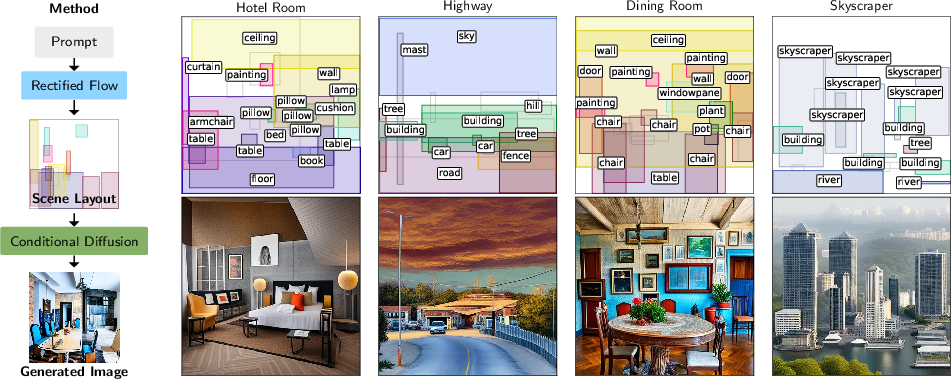 Method
Prompt
Rectified Flow
Scene Layout
Conditional Diffusion
Generated Image
Hotel Room
ceiling
curtain
painting
wall
lamp
pillow
cushion
pillow
pillow
armchair
pillow
table
bed
table
table
book
floor
Highway
sky
mast
tree
hill
building
building
tree
car
car
fence
road
Dining Room
ceiling
wall
painting
door
painting
wall
door
windowpane
painting
plant
chair
chair
pot
chair
chair
chair
table
Skyscraper
skyscraper
skyscraper
skyscraper
skyscraper
skyscraper
skyscraper
building
building
tree
building
building
river
river